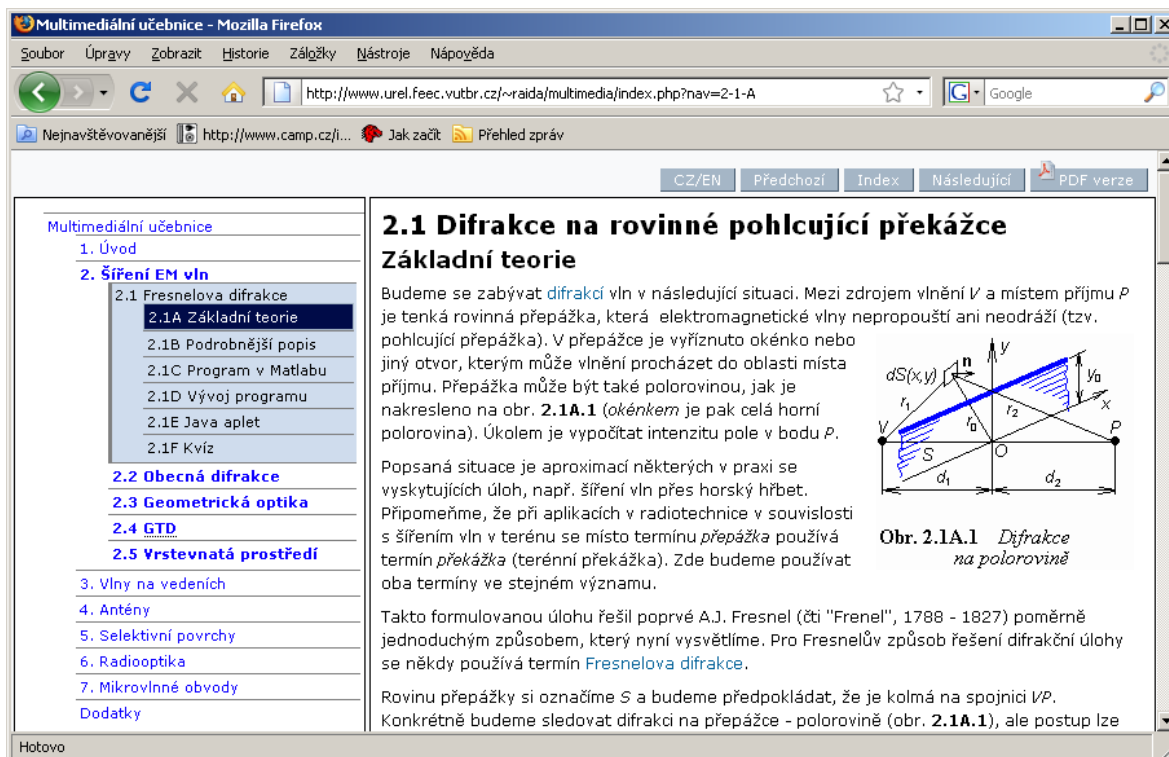 Multimediální učebnice - Mozilla Firefox
Soubor Úpravy Zobrazit Historie Záložky Nástroje Nápověda
http://www.urel.feec.vutbr.cz/~raida/multimedia/index.php?nav=2-1-A
G Google
Nejnavštěvovanější http://www.camp.cz/i... Jak začít Přehled zpráv
CZ/EN Předchozí Index Následující PDF verze
Multimediální učebnice
1. Úvod
2. Šíření EM vln
2.1 Fresnelova difrakce
2.1A Základní teorie
2.1B Podrobnější popis
2.1C Program v Matlabu
2.1D Vývoj programu
2.1E Java aplet
2.1F Kvíz
2.2 Obecná difrakce
2.3 Geometrická optika
2.4 GTD
2.5 Vrstevnatá prostředí
3. Vlny na vedeních
4. Antény
5. Selektivní povrchy
6. Radiooptika
7. Mikrovlnné obvody
Dodatky
2.1 Difrakce na rovinné pohlcující překážce
Základní teorie
Budeme se zabývat difrakcí vln v následující situaci. Mezi zdrojem vlnění V a místem příjmu P
je tenká rovinná přepážka, která elektromagnetické vlny nepropouští ani neodráží (tzv.
pohlcující přepážka). V přepážce je vyříznuto okénko nebo
jiný otvor, kterým může vlnění procházet do oblasti místa
příjmu. Přepážka může být také polorovinou, jak je
nakresleno na obr. 2.1A.1 (okénkem je pak celá horní
polorovina). Úkolem je vypočítat intenzitu pole v bodu P.
n y
dS(x,y) y0
r1 r2 x
r0
V P
S O
d1 d2
Obr. 2.1A.1 Difrakce
na polorovině
Popsaná situace je aproximací některých v praxi se
vyskytujících úloh, např. šíření vln přes horský hřbet.
Připomeňme, že při aplikacích v radiotechnice v souvislosti
s šířením vln v terénu se místo termínu přepážka používá
termín překážka (terénní překážka). Zde budeme používat
oba termíny ve stejném významu.
Takto formulovanou úlohu řešil poprvé A.J. Fresnel (čti "Frenel", 1788 - 1827) poměrně
jednoduchým způsobem, který nyní vysvětlíme. Pro Fresnelův způsob řešení difrakční úlohy
se někdy používá termín Fresnelova difrakce.
Rovinu přepážky si označíme S a budeme předpokládat, že je kolmá na spojnici VP.
Konkrétně budeme sledovat difrakci na přepážce - polorovině (obr. 2.1A.1), ale postup lze
Hotovo